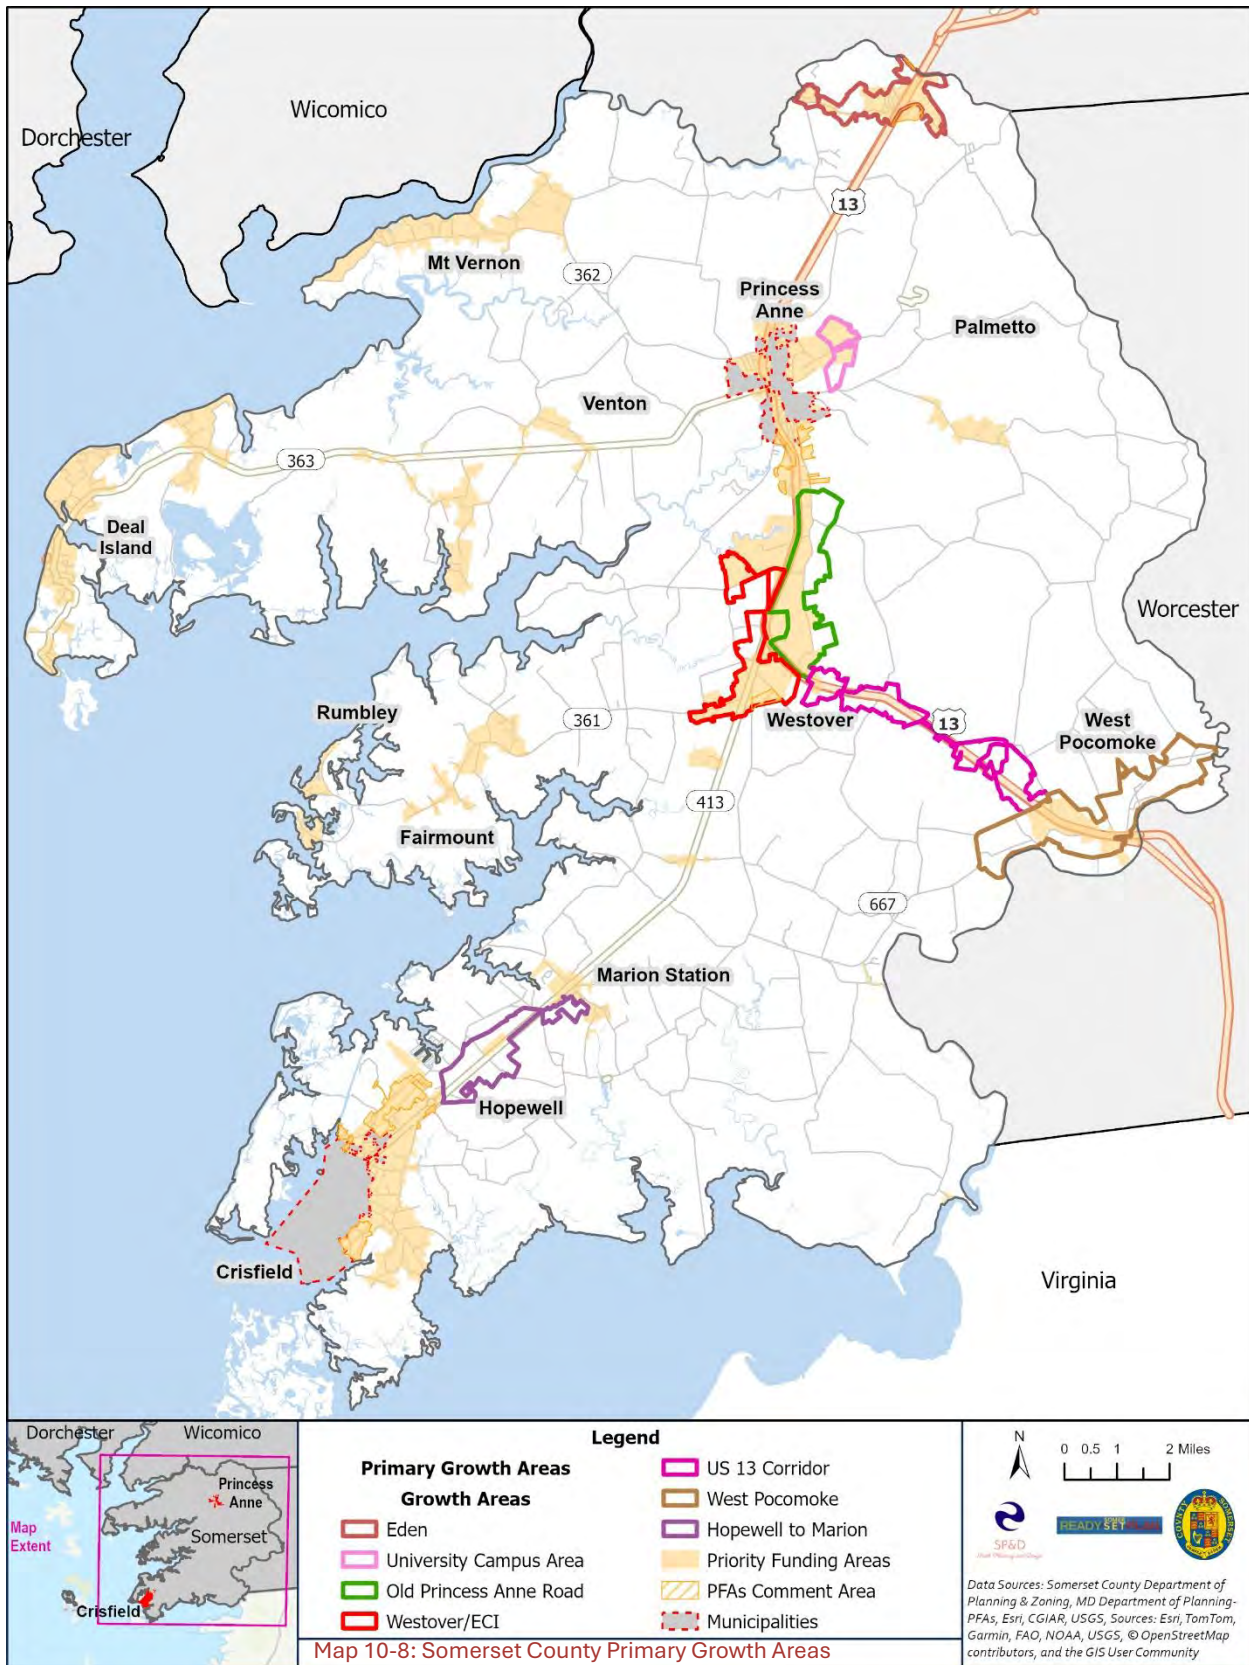 Dorchester
Wicomico
13
Mt Vernon
362
Princess
Anne
Palmetto
Venton
363
Deal
Island
Worcester
Rumbley
361
Westover
13
West
Pocomoke
413
Fairmount
667
Marion Station
Hopewell
Crisfield
Virginia
Dorchester
Wicomico
Princess
Anne
Map
Extent
Somerset
Crisfield
Legend
Primary Growth Areas
Growth Areas
Eden
University Campus Area
Old Princess Anne Road
Westover/ECI
US 13 Corridor
West Pocomoke
Hopewell to Marion
Priority Funding Areas
PFAs Comment Area
Municipalities
Map 10-8: Somerset County Primary Growth Areas
N
0 0.5 1 2 Miles
SP&D
READY SET
COUNTY SOMERSET
Data Sources: Somerset County Department of
Planning & Zoning, MD Department of Planning-
PFAs, Esri, CGIAR, USGS, Sources: Esri, TomTom,
Garmin, FAO, NOAA, USGS, © OpenStreetMap
contributors, and the GIS User Community